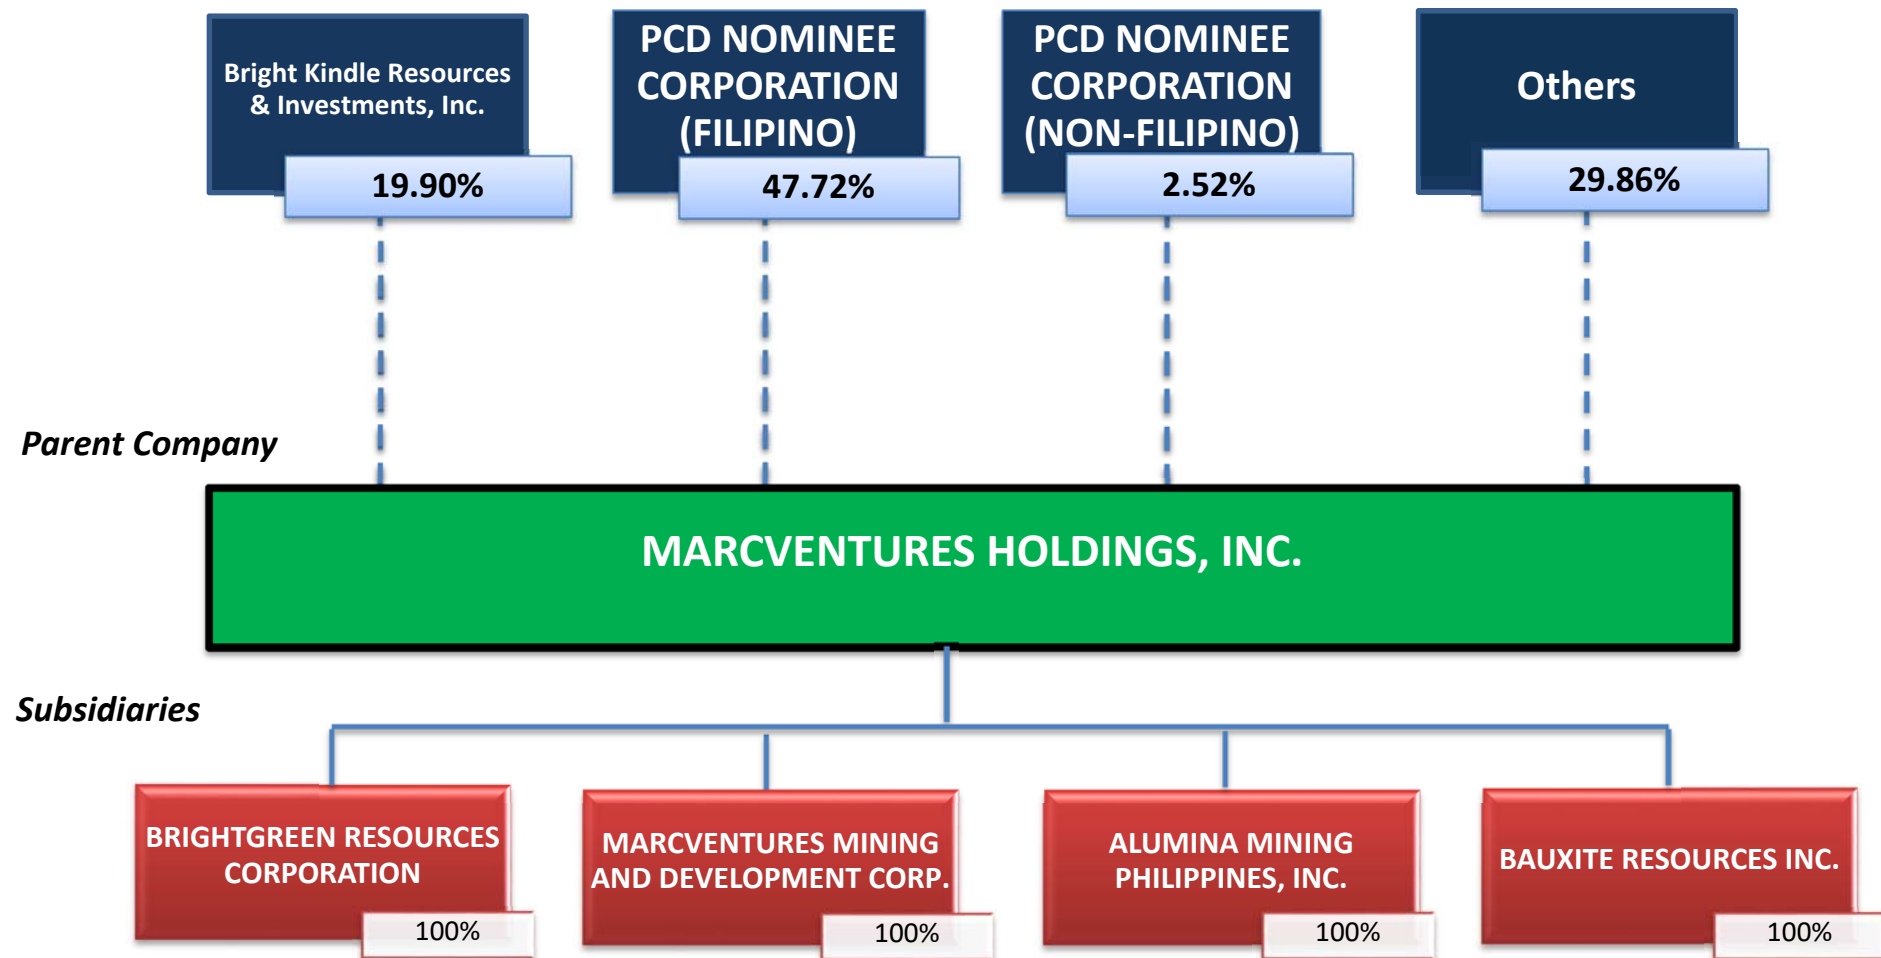 Bright Kindle Resources
& Investments, Inc.
19.90%
PCD NOMINEE
CORPORATION
(FILIPINO)
47.72%
PCD NOMINEE
CORPORATION
(NON-FILIPINO)
2.52%
Others
29.86%
Parent Company
MARCVENTURES HOLDINGS, INC.
Subsidiaries
BRIGHTGREEN RESOURCES
CORPORATION
100%
MARCVENTURES MINING
AND DEVELOPMENT CORP.
100%
ALUMINA MINING
PHILIPPINES, INC.
100%
BAUXITE RESOURCES INC.
100%